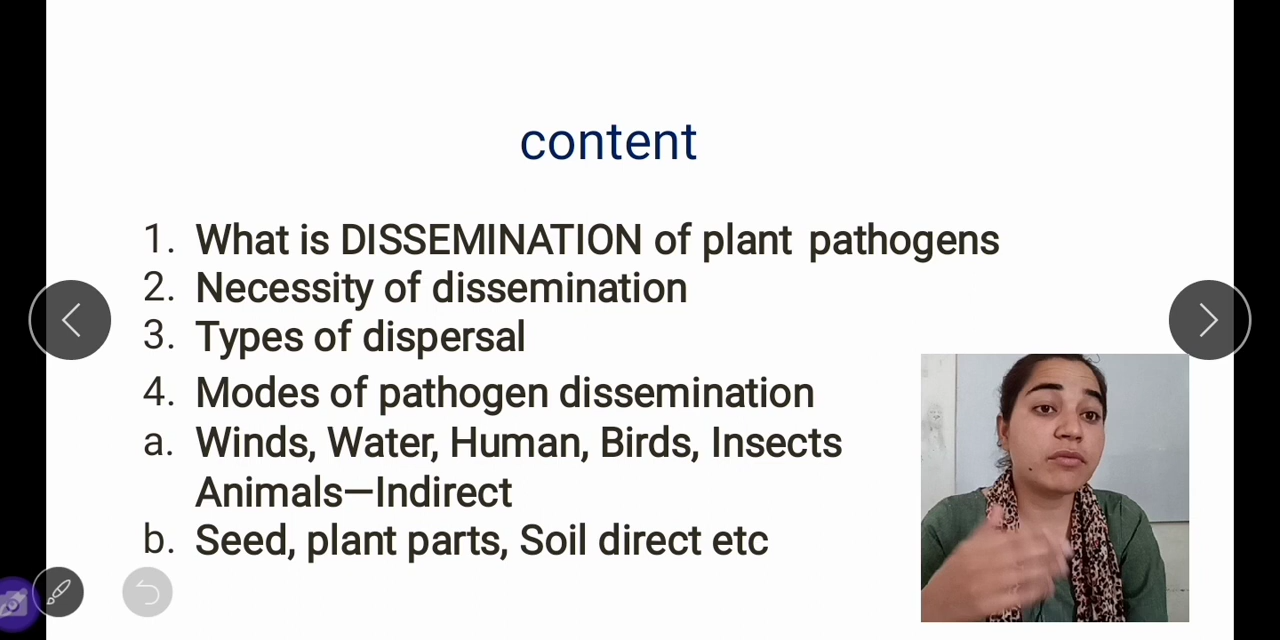 content
1. What is DISSEMINATION of plant pathogens
2. Necessity of dissemination
3. Types of dispersal
4. Modes of pathogen dissemination
a. Winds, Water, Human, Birds, Insects
Animals—Indirect
b. Seed, plant parts, Soil direct etc